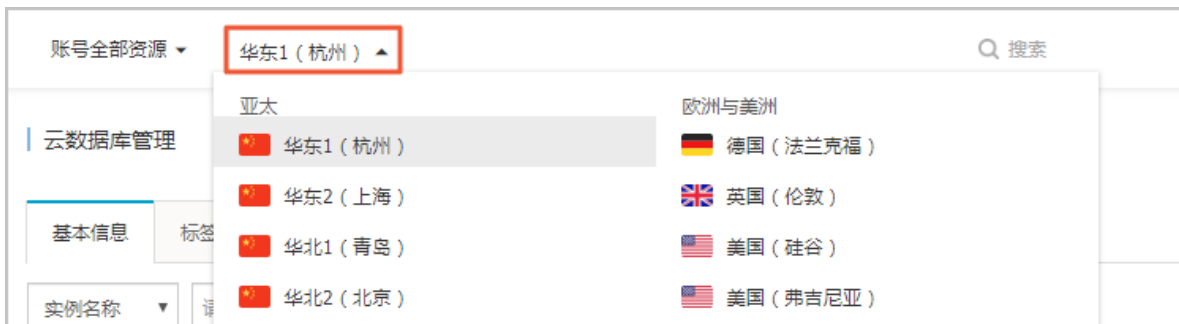 账号全部资源
华东1（杭州）
搜索
亚太
欧洲与美洲
云数据库管理
华东1（杭州）
德国（法兰克福）
华东2（上海）
英国（伦敦）
基本信息
标签
华北1（青岛）
美国（硅谷）
实例名称
华北2（北京）
美国（弗吉尼亚）